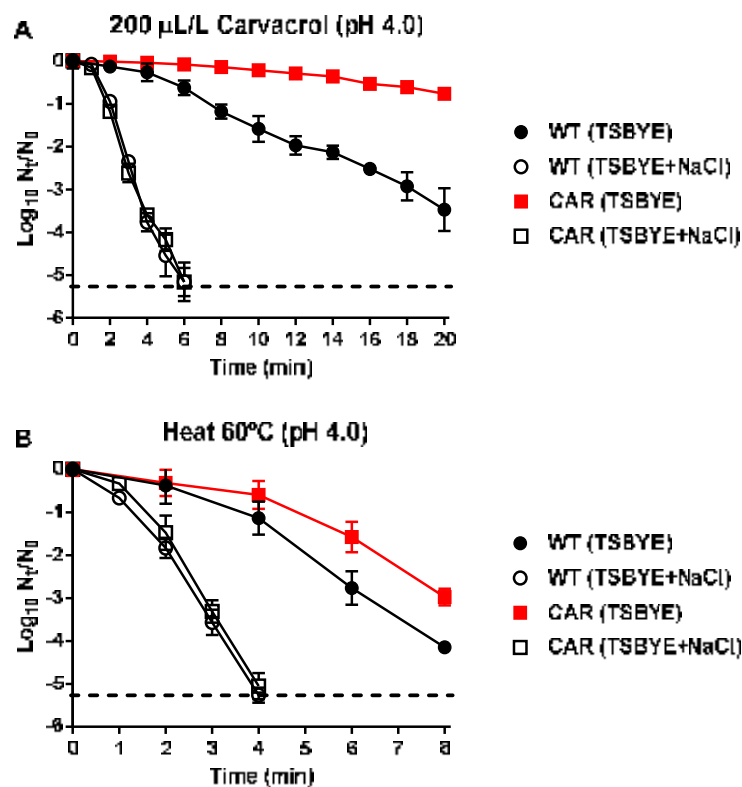 A
200 µL/L Carvacrol (pH 4.0)
0
-1
-2
-3
-4
-5
-6
Log10 Nt/N0
0 2 4 6 8 10 12 14 16 18 20
Time (min)
WT (TSBYE)
WT (TSBYE+NaCl)
CAR (TSBYE)
CAR (TSBYE+NaCl)
B
Heat 60ºC (pH 4.0)
0
-1
-2
-3
-4
-5
-6
Log10 Nt/N0
0 1 2 3 4 5 6 7 8
Time (min)
WT (TSBYE)
WT (TSBYE+NaCl)
CAR (TSBYE)
CAR (TSBYE+NaCl)